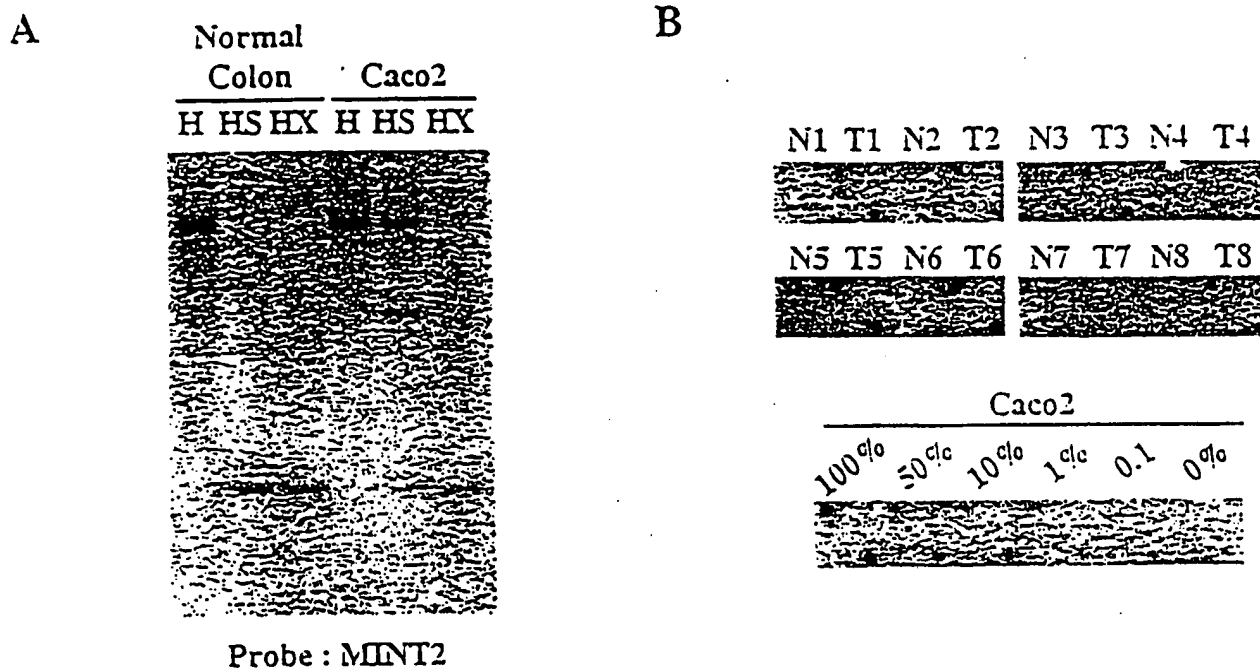 A
Normal
Colon Caco2
H HS HX H HS HX
Probe : MINT2
B
N1 T1 N2 T2 N3 T3 N4 T4
N5 T5 N6 T6 N7 T7 N8 T8
Caco2
100% 50% 10% 1% 0.1 0%